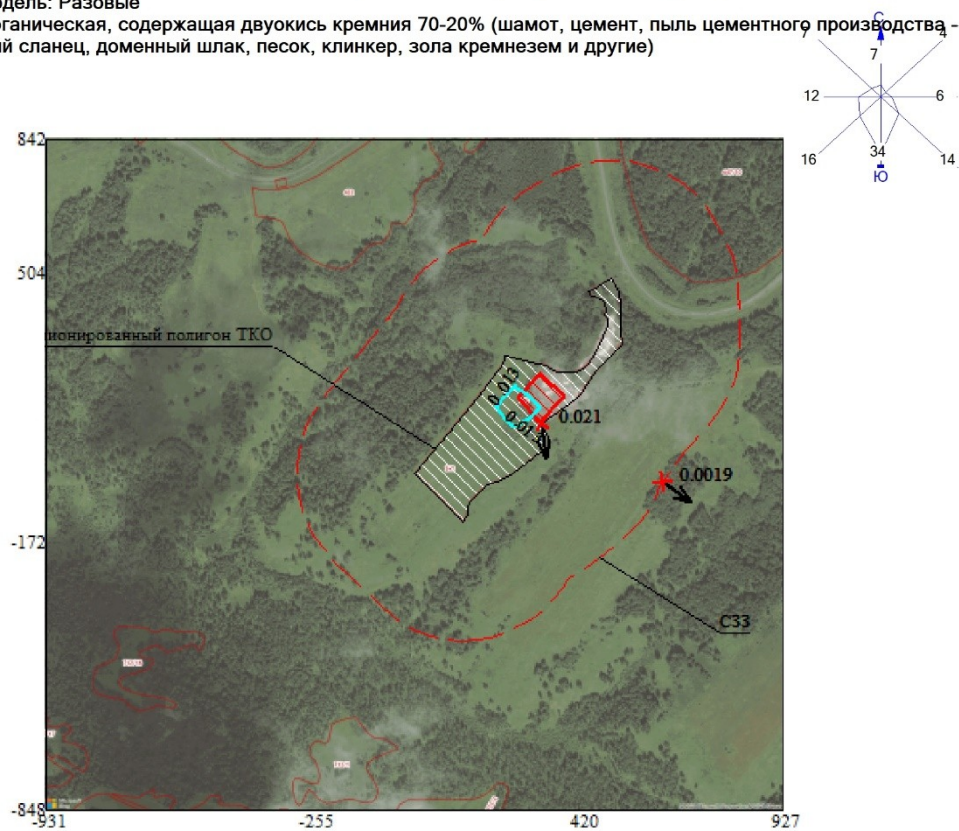 дель: Разовые
ганическая, содержащая двуокись кремния 70-20% (шамот, цемент, пыль цементного производства -
й сланец, доменный шлак, песок, клинкер, зола кремнезем и другие)
С
7
4
7
12
6
16
34
14
Ю
842
504
ионированный полигон ТКО
0.013
0.021
0.0019
-172
СЗЗ
-848
-931
-255
420
927